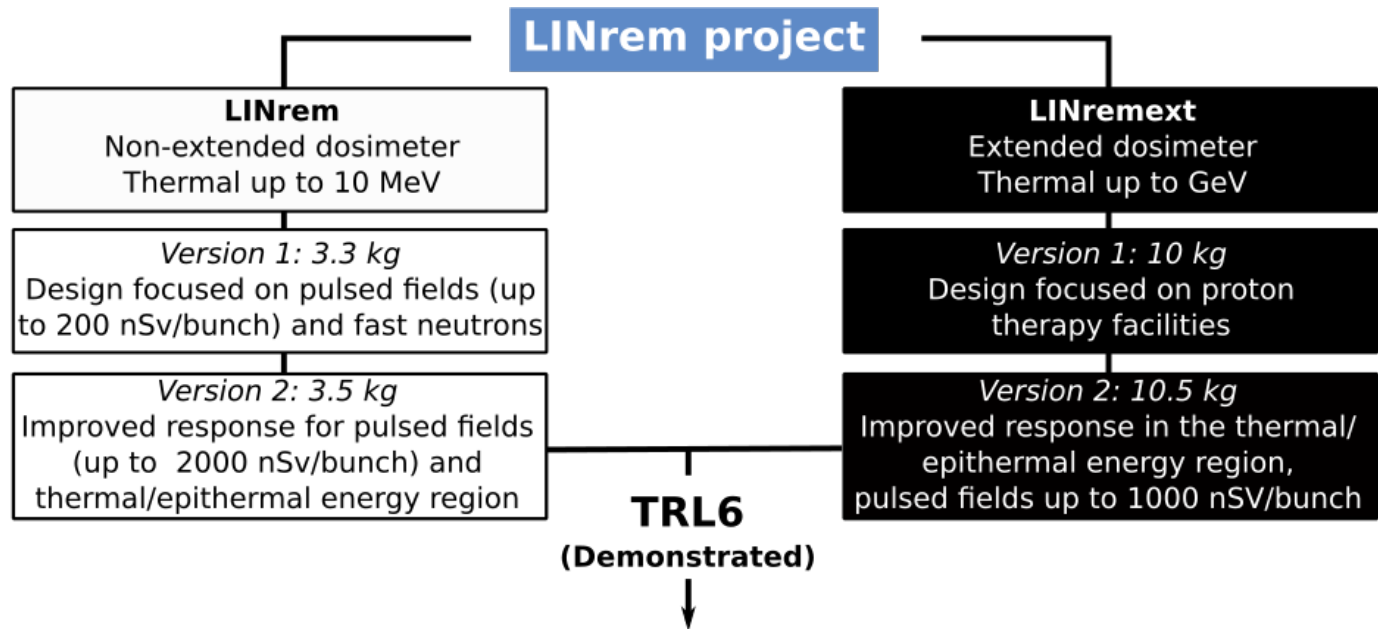 LINrem project
LINrem
Non-extended dosimeter
Thermal up to 10 MeV
Version 1: 3.3 kg
Design focused on pulsed fields (up
to 200 nSv/bunch) and fast neutrons
Version 2: 3.5 kg
Improved response for pulsed fields
(up to  2000 nSv/bunch) and
thermal/epithermal energy region
LINremext
Extended dosimeter
Thermal up to GeV
Version 1: 10 kg
Design focused on proton
therapy facilities
Version 2: 10.5 kg
Improved response in the thermal/
epithermal energy region,
pulsed fields up to 1000 nSV/bunch
TRL6
(Demonstrated)